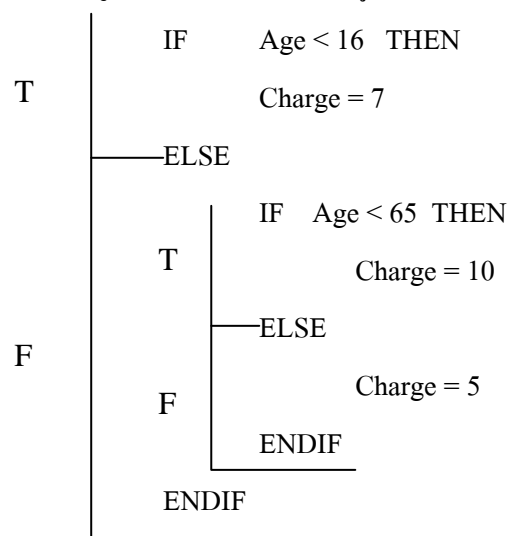 IF Age < 16 THEN
T
Charge = 7
ELSE
IF Age < 65 THEN
T
Charge = 10
ELSE
F
Charge = 5
F
ENDIF
ENDIF